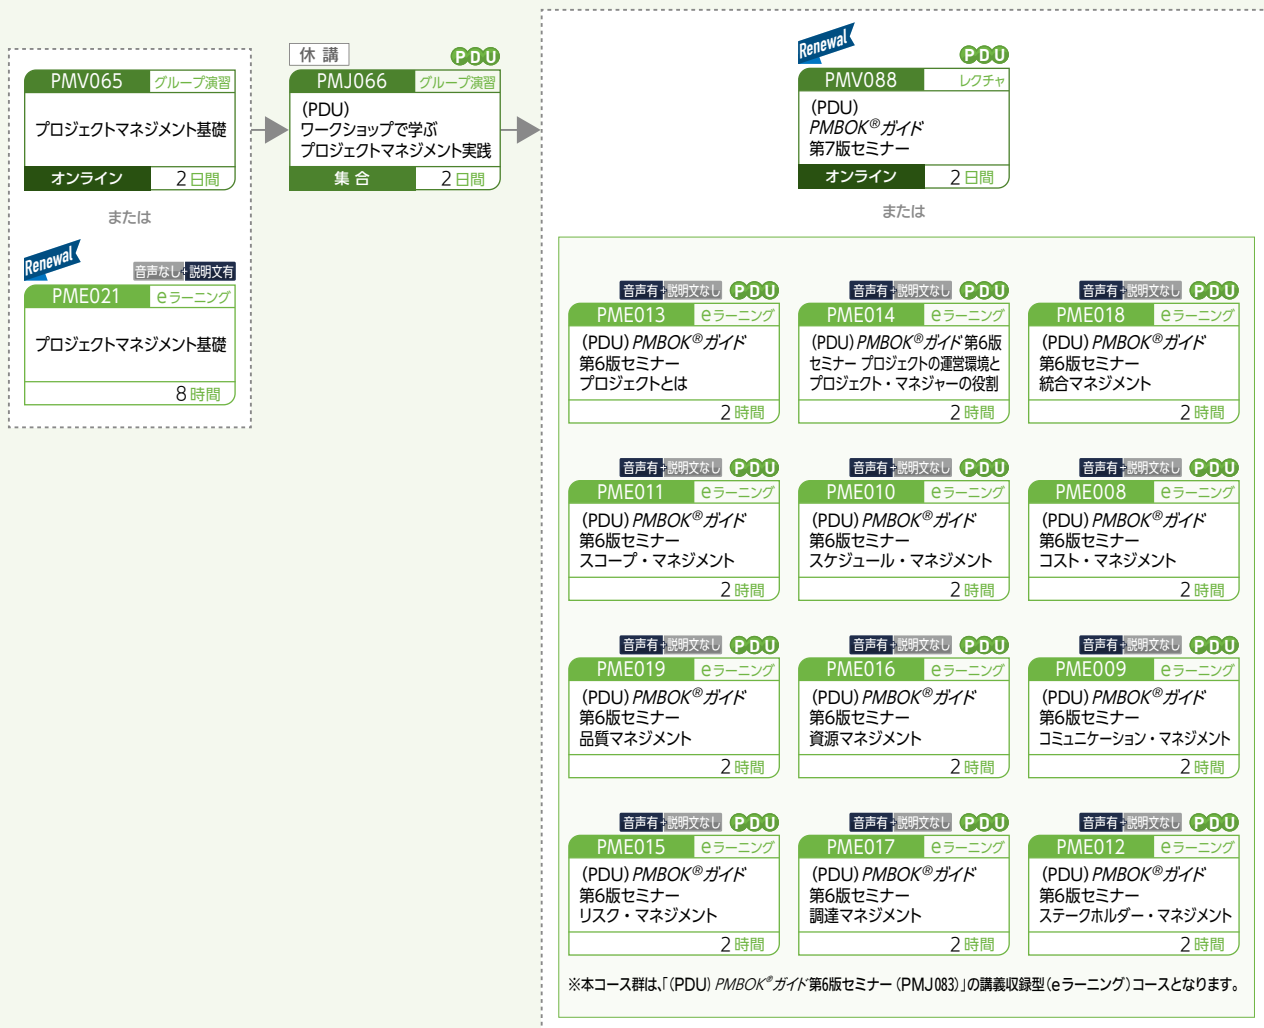 PMV065 グループ演習
プロジェクトマネジメント基礎
オンライン 2日間
または
Renewal
音声なし+説明文有
PME021 eラーニング
プロジェクトマネジメント基礎
8時間
休 講 PDU
PMJ066 グループ演習
(PDU)
ワークショップで学ぶ
プロジェクトマネジメント実践
集 合 2日間
Renewal
PDU
PMV088 レクチャ
(PDU)
PMBOK®ガイド
第7版セミナー
オンライン 2日間
または
音声有+説明文なし PDU
PME013 eラーニング
(PDU) PMBOK®ガイド
第6版セミナー
プロジェクトとは
2時間
音声有+説明文なし PDU
PME014 eラーニング
(PDU) PMBOK®ガイド第6版
セミナー プロジェクトの運営環境と
プロジェクト・マネジャーの役割
2時間
音声有+説明文なし PDU
PME018 eラーニング
(PDU) PMBOK®ガイド
第6版セミナー
統合マネジメント
2時間
音声有+説明文なし PDU
PME011 eラーニング
(PDU) PMBOK®ガイド
第6版セミナー
スコープ・マネジメント
2時間
音声有+説明文なし PDU
PME010 eラーニング
(PDU) PMBOK®ガイド
第6版セミナー
スケジュール・マネジメント
2時間
音声有+説明文なし PDU
PME008 eラーニング
(PDU) PMBOK®ガイド
第6版セミナー
コスト・マネジメント
2時間
音声有+説明文なし PDU
PME019 eラーニング
(PDU) PMBOK®ガイド
第6版セミナー
品質マネジメント
2時間
音声有+説明文なし PDU
PME016 eラーニング
(PDU) PMBOK®ガイド
第6版セミナー
資源マネジメント
2時間
音声有+説明文なし PDU
PME009 eラーニング
(PDU) PMBOK®ガイド
第6版セミナー
コミュニケーション・マネジメント
2時間
音声有+説明文なし PDU
PME015 eラーニング
(PDU) PMBOK®ガイド
第6版セミナー
リスク・マネジメント
2時間
音声有+説明文なし PDU
PME017 eラーニング
(PDU) PMBOK®ガイド
第6版セミナー
調達マネジメント
2時間
音声有+説明文なし PDU
PME012 eラーニング
(PDU) PMBOK®ガイド
第6版セミナー
ステークホルダー・マネジメント
2時間
※本コース群は、「(PDU) PMBOK®ガイド第6版セミナー (PMJ083)」の講義収録型(eラーニング)コースとなります。